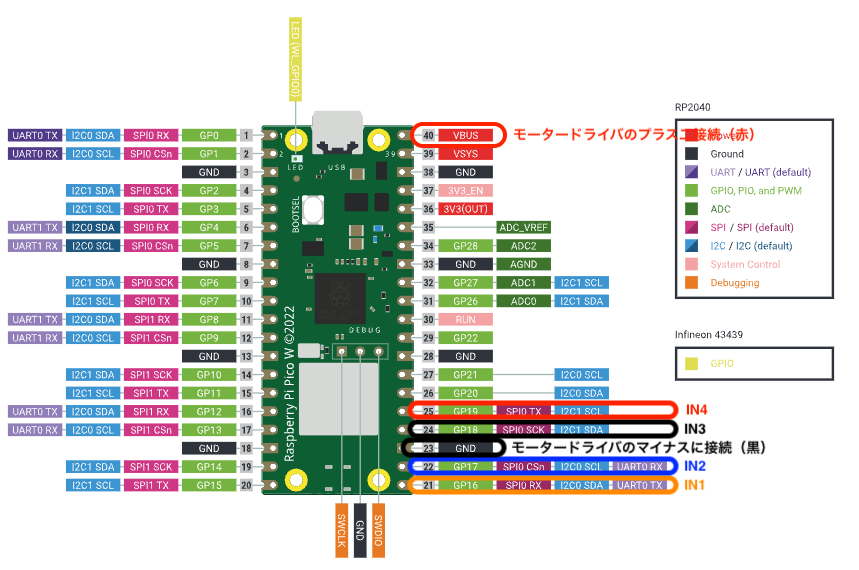 LED (WL_GPIO0)
UART0 TX I2C0 SDA SPI0 RX GP0 1
UART0 RX I2C0 SCL SPI0 CSn GP1 2
GND 3
I2C1 SDA SPI0 SCK GP2 4
I2C1 SCL SPI0 TX GP3 5
UART1 TX I2C0 SDA SPI0 RX GP4 6
UART1 RX I2C0 SCL SPI0 CSn GP5 7
GND 8
I2C1 SDA SPI0 SCK GP6 9
I2C1 SCL SPI0 TX GP7 10
UART1 TX I2C0 SDA SPI1 RX GP8 11
UART1 RX I2C0 SCL SPI1 CSn GP9 12
GND 13
I2C1 SDA SPI1 SCK GP10 14
I2C1 SCL SPI1 TX GP11 15
UART0 TX I2C0 SDA SPI1 RX GP12 16
UART0 RX I2C0 SCL SPI1 CSn GP13 17
GND 18
I2C1 SDA SPI1 SCK GP14 19
I2C1 SCL SPI1 TX GP15 20
1
2
39
LED
USB
BOOTSEL
DEBUG
Raspberry Pi Pico W ©2022
SWCLK
GND
SWDIO
40 VBUS モータードライバのプラスに接続（赤）
39 VSYS
38 GND
37 3V3_EN
36 3V3(OUT)
35 ADC_VREF
34 GP28 ADC2
33 GND AGND
32 GP27 ADC1 I2C1 SCL
31 GP26 ADC0 I2C1 SDA
30 RUN
29 GP22
28 GND
27 GP21 I2C0 SCL
26 GP20 I2C0 SDA
25 GP19 SPI0 TX I2C1 SCL IN4
24 GP18 SPI0 SCK I2C1 SDA IN3
23 GND モータードライバのマイナスに接続（黒）
22 GP17 SPI0 CSn I2C0 SCL UART0 RX IN2
21 GP16 SPI0 RX I2C0 SDA UART0 TX IN1
RP2040
Ground
UART / UART (default)
GPIO, PIO, and PWM
ADC
SPI / SPI (default)
I2C / I2C (default)
System Control
Debugging
Infineon 43439
GPIO